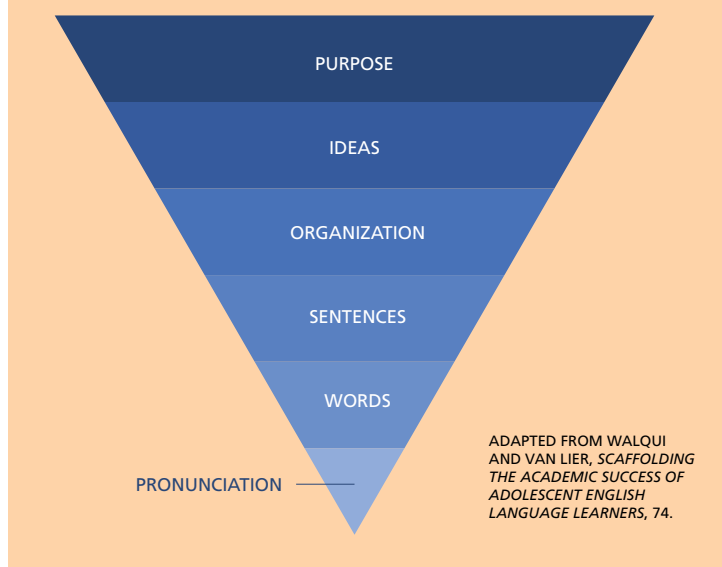 PURPOSE
IDEAS
ORGANIZATION
SENTENCES
WORDS
PRONUNCIATION
ADAPTED FROM WALQUI
AND VAN LIER, SCAFFOLDING
THE ACADEMIC SUCCESS OF
ADOLESCENT ENGLISH
LANGUAGE LEARNERS, 74.